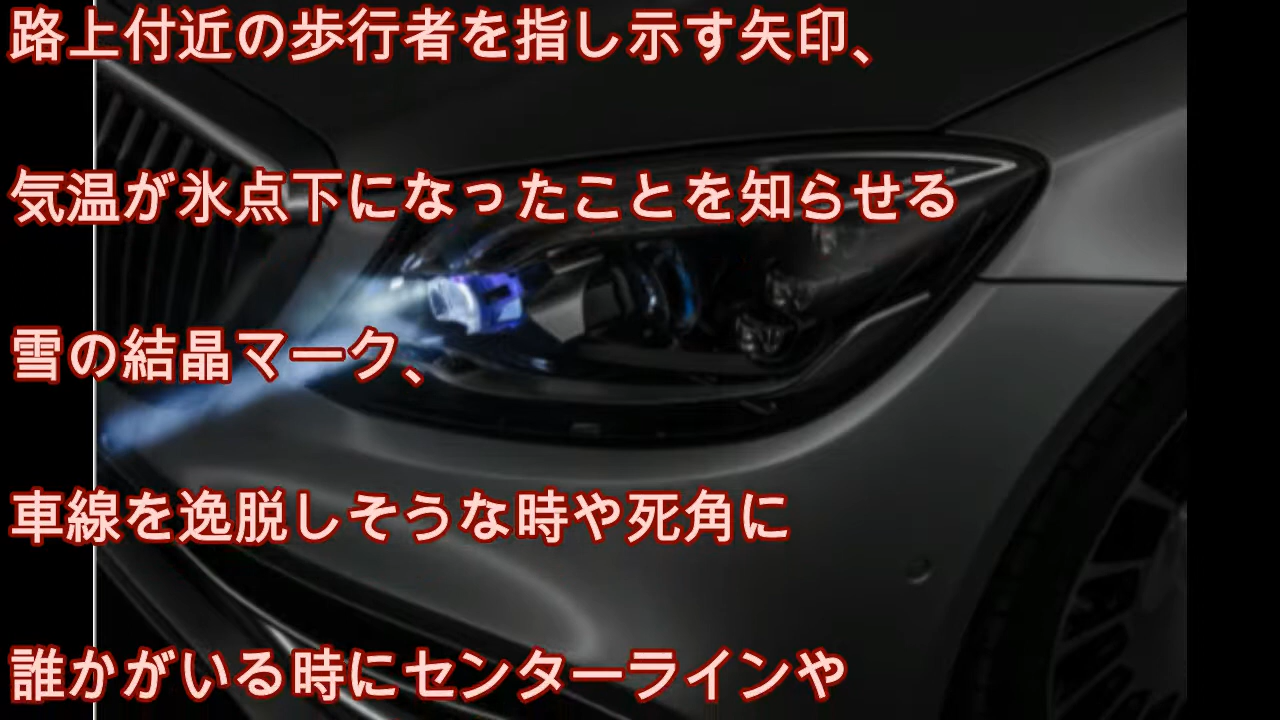 路上付近の歩行者を指し示す矢印、
気温が氷点下になったことを知らせる
雪の結晶マーク、
車線を逸脱しそうな時や死角に
誰かがいる時にセンターラインや